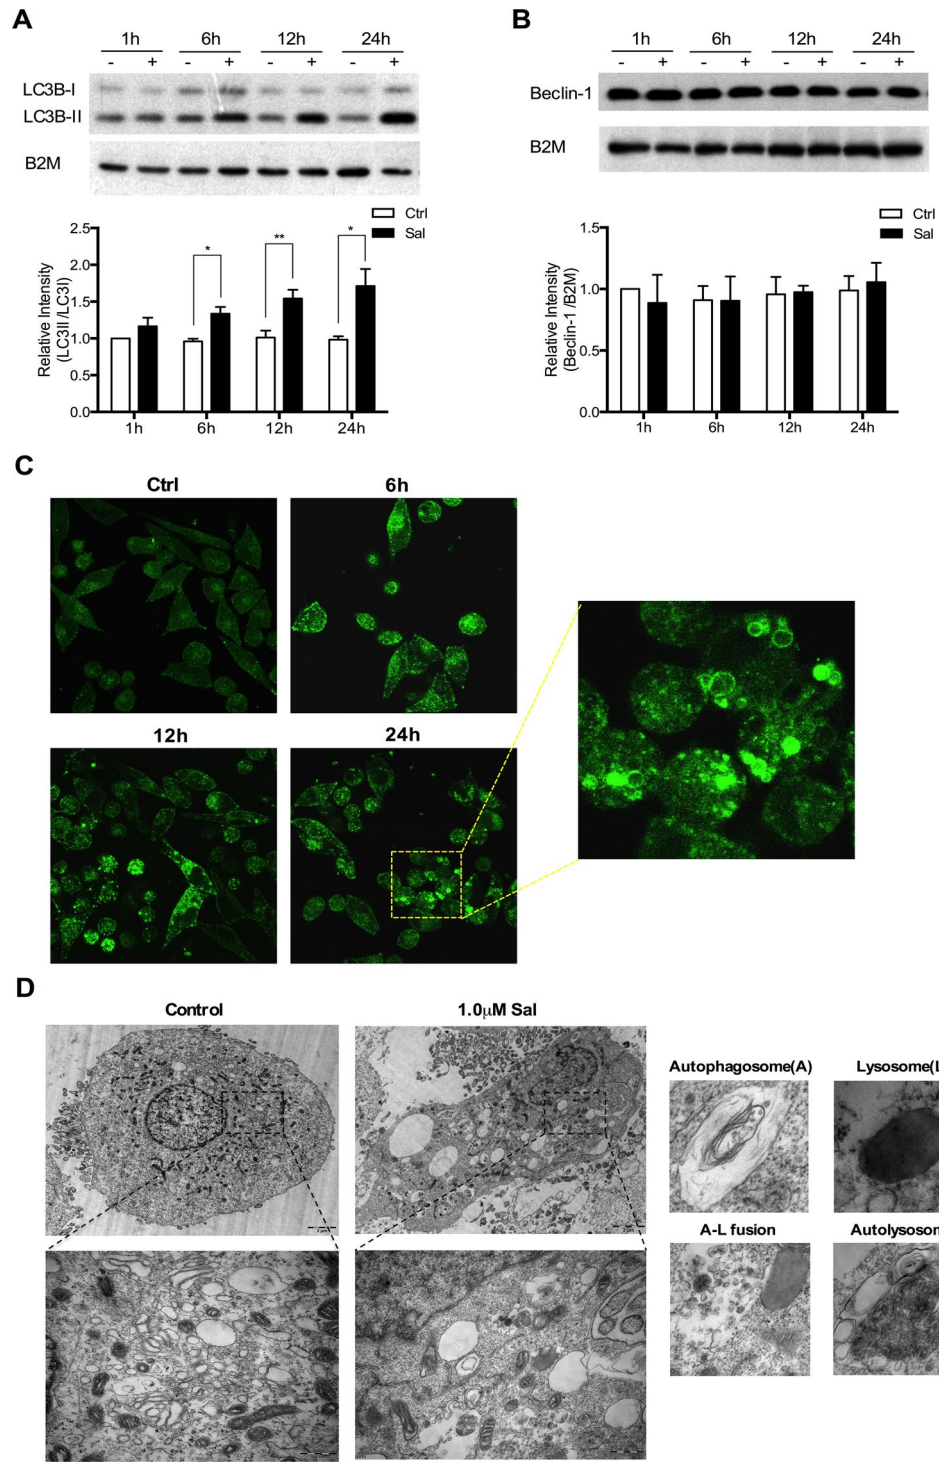 A
1h 6h 12h 24h
- + - + - + - +
LC3B-I
LC3B-II
B2M
Ctrl
Sal
Relative Intensity
(LC3II /LC3I)
2.5
2.0
1.5
1.0
0.5
0.0
* ** *
1h 6h 12h 24h
B
1h 6h 12h 24h
- + - + - + - +
Beclin-1
B2M
Ctrl
Sal
Relative Intensity
(Beclin-1 /B2M)
1.5
1.0
0.5
0.0
1h 6h 12h 24h
C
Ctrl 6h
12h 24h
D
Control 1.0μM Sal
Autophagosome(A) Lysosome(L
A-L fusion Autolysosom